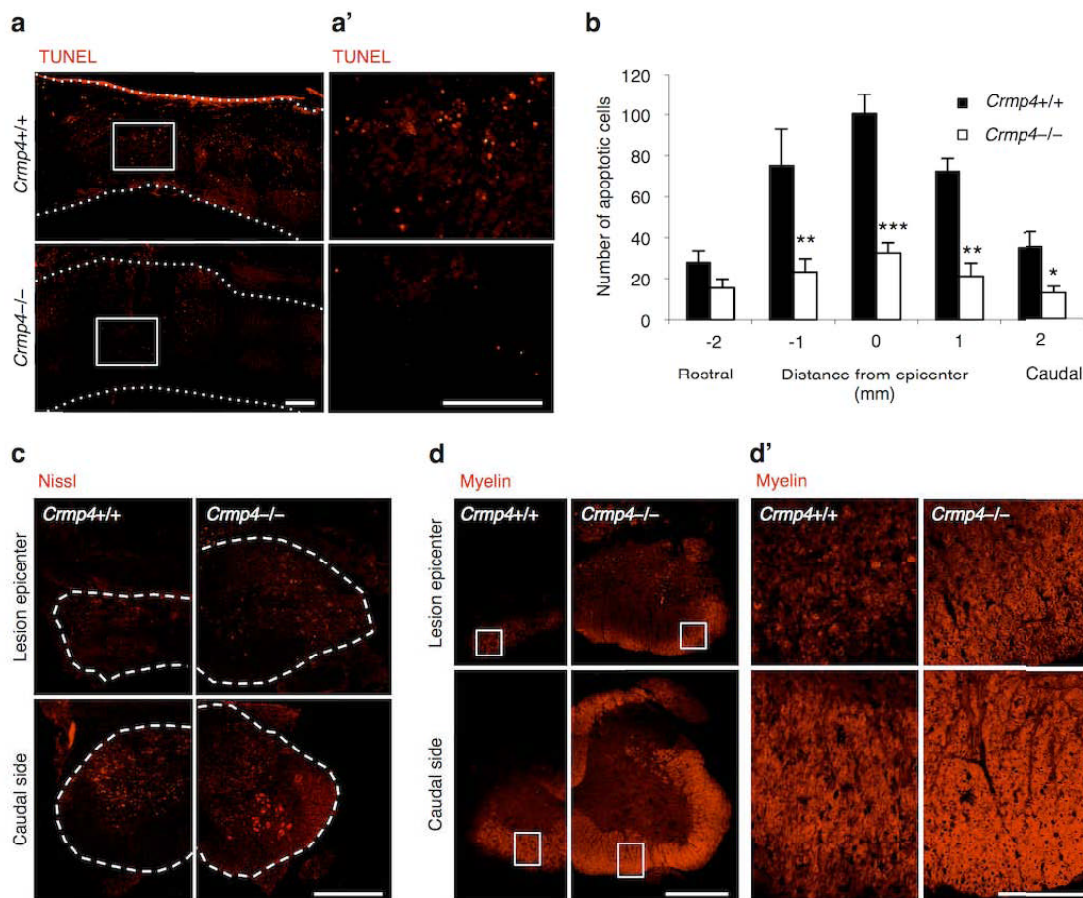 a
a'
b
TUNEL
TUNEL
Crmp4+/+
Crmp4–/–
120
100
80
60
40
20
0
Number of apoptotic cells
Crmp4+/+
Crmp4–/–
**
***
**
*
-2
-1
0
1
2
Rostral
Distance from epicenter
Caudal
(mm)
c
d
d'
Nissl
Myelin
Myelin
Crmp4+/+
Crmp4–/–
Crmp4+/+
Crmp4–/–
Crmp4+/+
Crmp4–/–
Lesion epicenter
Lesion epicenter
Caudal side
Caudal side